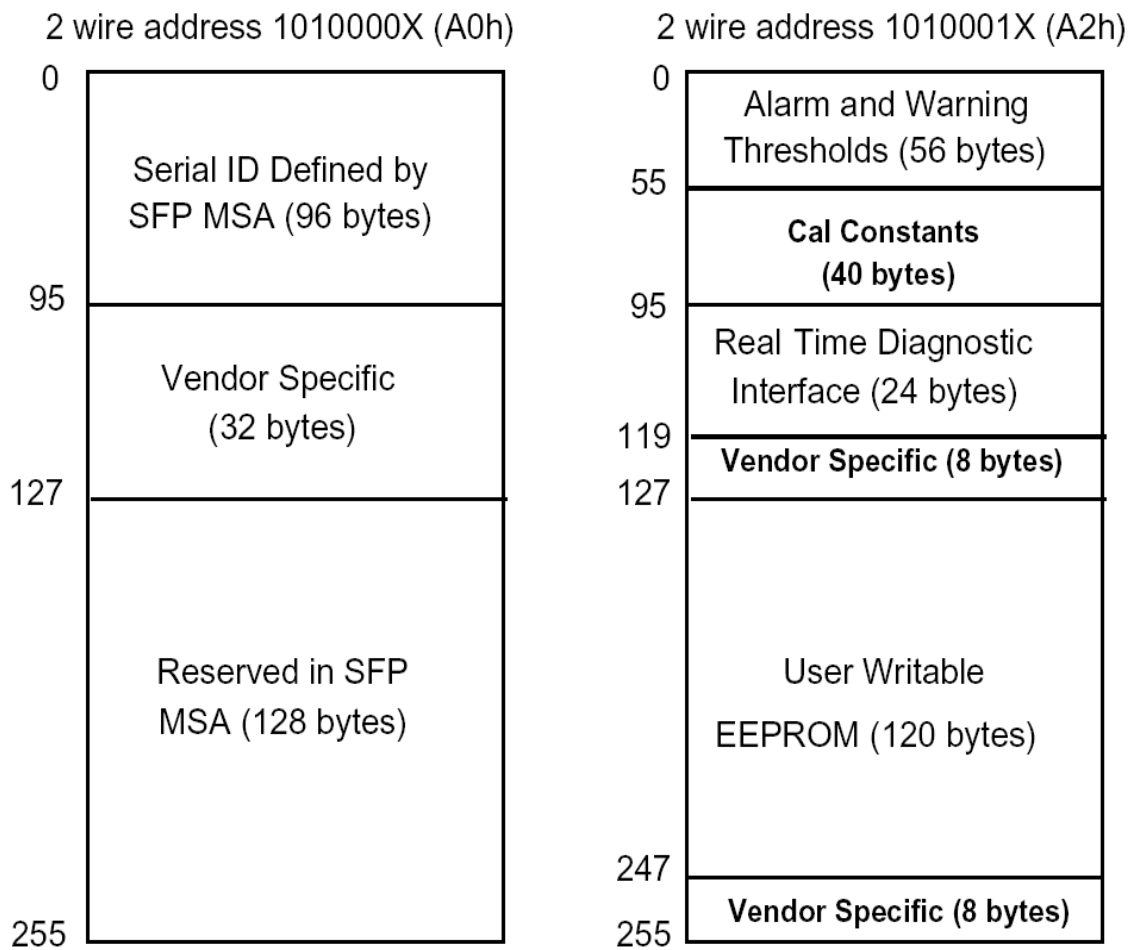 2 wire address 1010000X (A0h)
0
Serial ID Defined by
SFP MSA (96 bytes)
95
Vendor Specific
(32 bytes)
127
Reserved in SFP
MSA (128 bytes)
255
2 wire address 1010001X (A2h)
0
Alarm and Warning
Thresholds (56 bytes)
55
Cal Constants
(40 bytes)
95
Real Time Diagnostic
Interface (24 bytes)
119
Vendor Specific (8 bytes)
127
User Writable
EEPROM (120 bytes)
247
Vendor Specific (8 bytes)
255